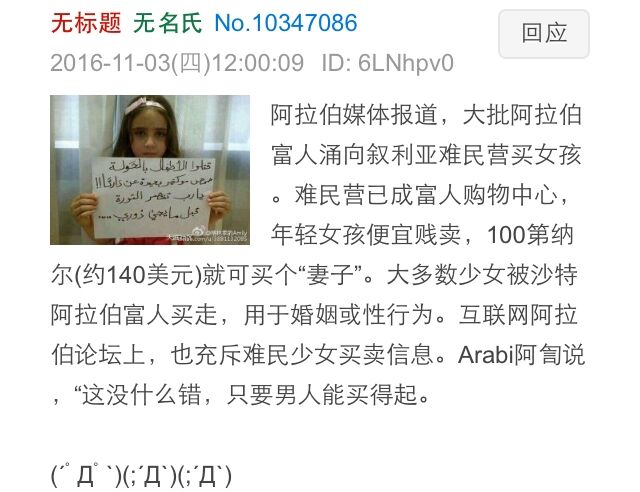 无标题 无名氏 No.10347086
回应
2016-11-03(四)12:00:09 ID: 6LNhpv0
阿拉伯媒体报道，大批阿拉伯
富人涌向叙利亚难民营买女孩
。难民营已成富人购物中心，
年轻女孩便宜贱卖，100第纳
尔(约140美元)就可买个“妻子”。大多数少女被沙特
阿拉伯富人买走，用于婚姻或性行为。互联网阿拉
伯论坛上，也充斥难民少女买卖信息。Arabi阿訇说
，“这没什么错，只要男人能买得起。
قتلوا الأطفال بالحولة
يارب تنصر الثورة
(´ﾟДﾟ`)(;´Д`)(;´Д`)